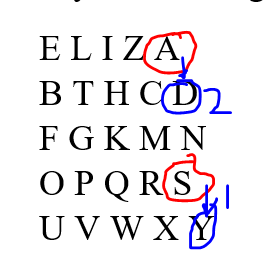 E L I Z A
B T H C D 2
F G K M N
O P Q R S
U V W X Y 1